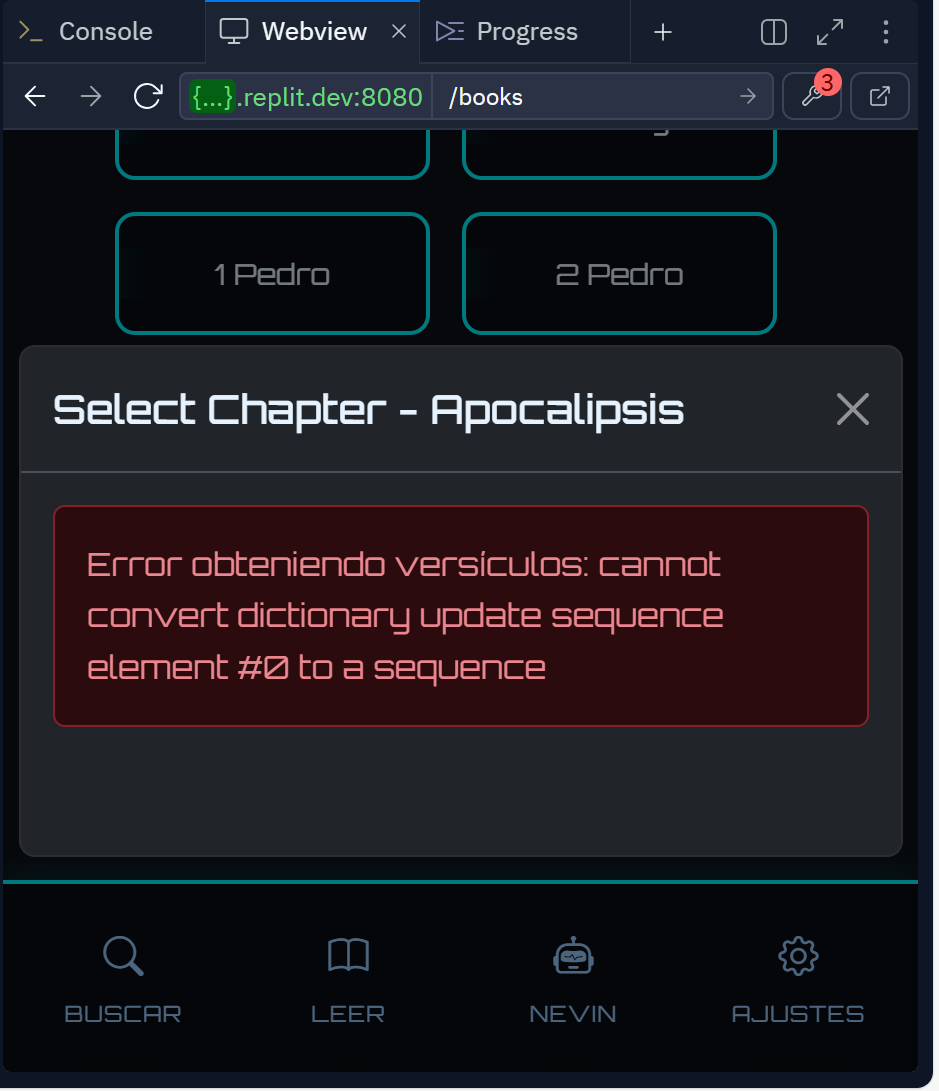 Console
Webview
Progress
{...}.replit.dev:8080
/books
3
1 Pedro
2 Pedro
Select Chapter - Apocalipsis
Error obteniendo versículos: cannot
convert dictionary update sequence
element #0 to a sequence
BUSCAR
LEER
NEVIN
AJUSTES